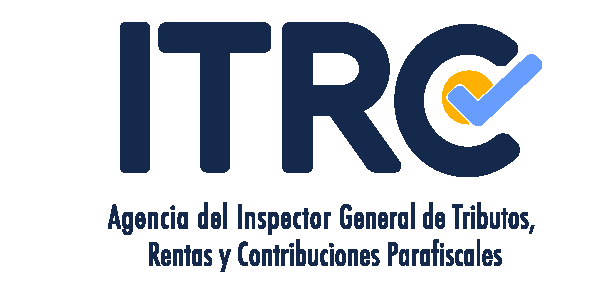 ITRC
Agencia del Inspector General de Tributos,
Rentas y Contribuciones Parafiscales